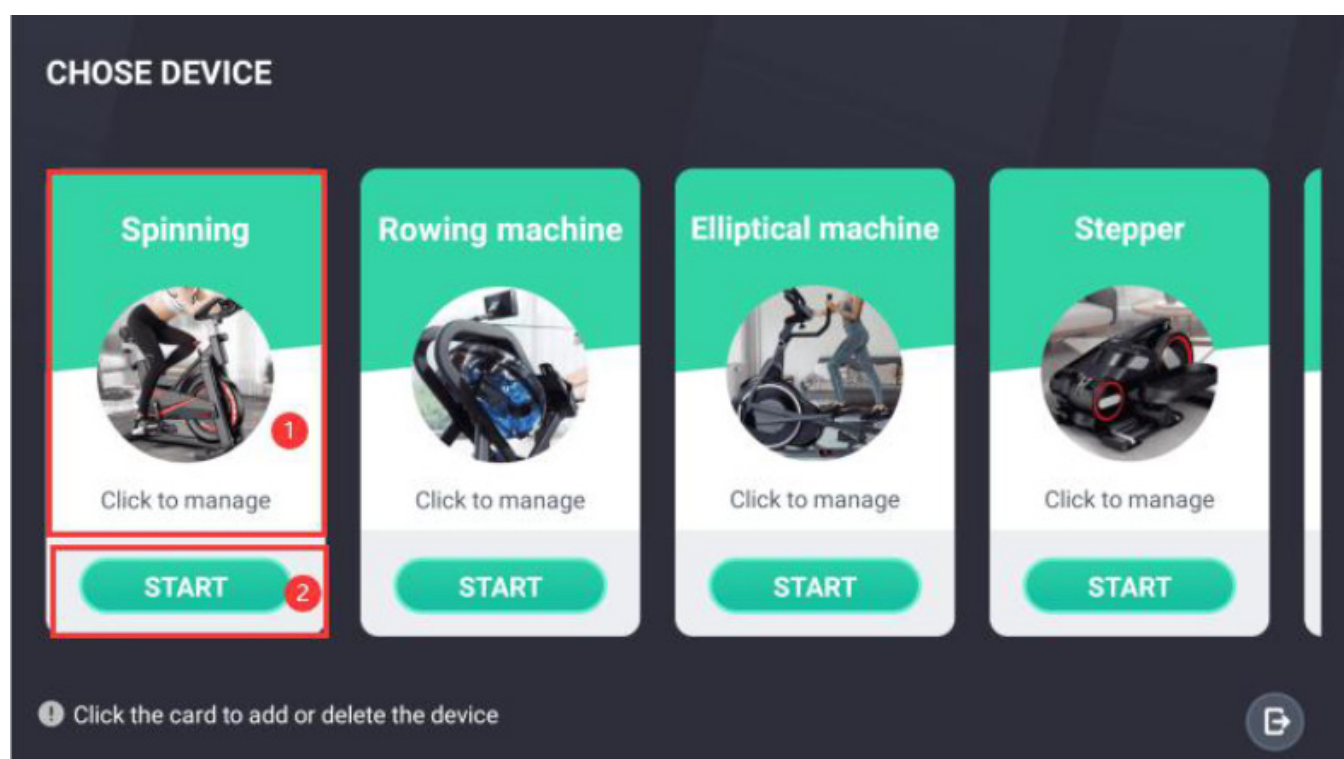 CHOSE DEVICE
Spinning
Rowing machine
Elliptical machine
Stepper
1
Click to manage
Click to manage
Click to manage
Click to manage
START
2
START
START
START
Click the card to add or delete the device